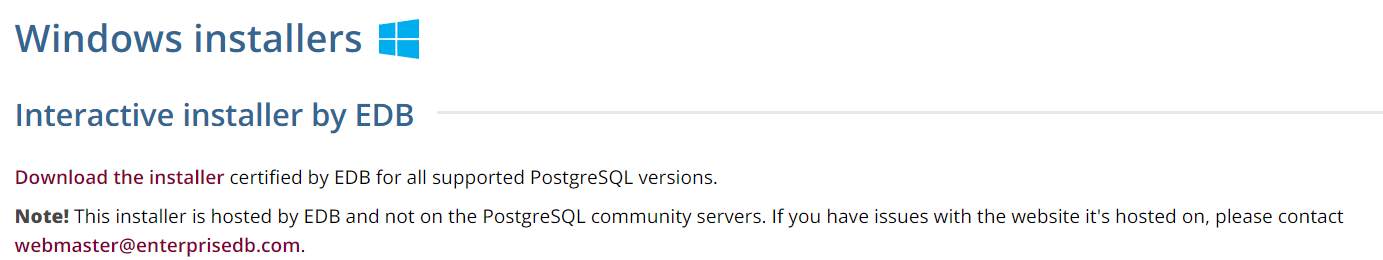 Windows installers
Interactive installer by EDB
Download the installer certified by EDB for all supported PostgreSQL versions.
Note! This installer is hosted by EDB and not on the PostgreSQL community servers. If you have issues with the website it's hosted on, please contact
webmaster@enterprisedb.com.